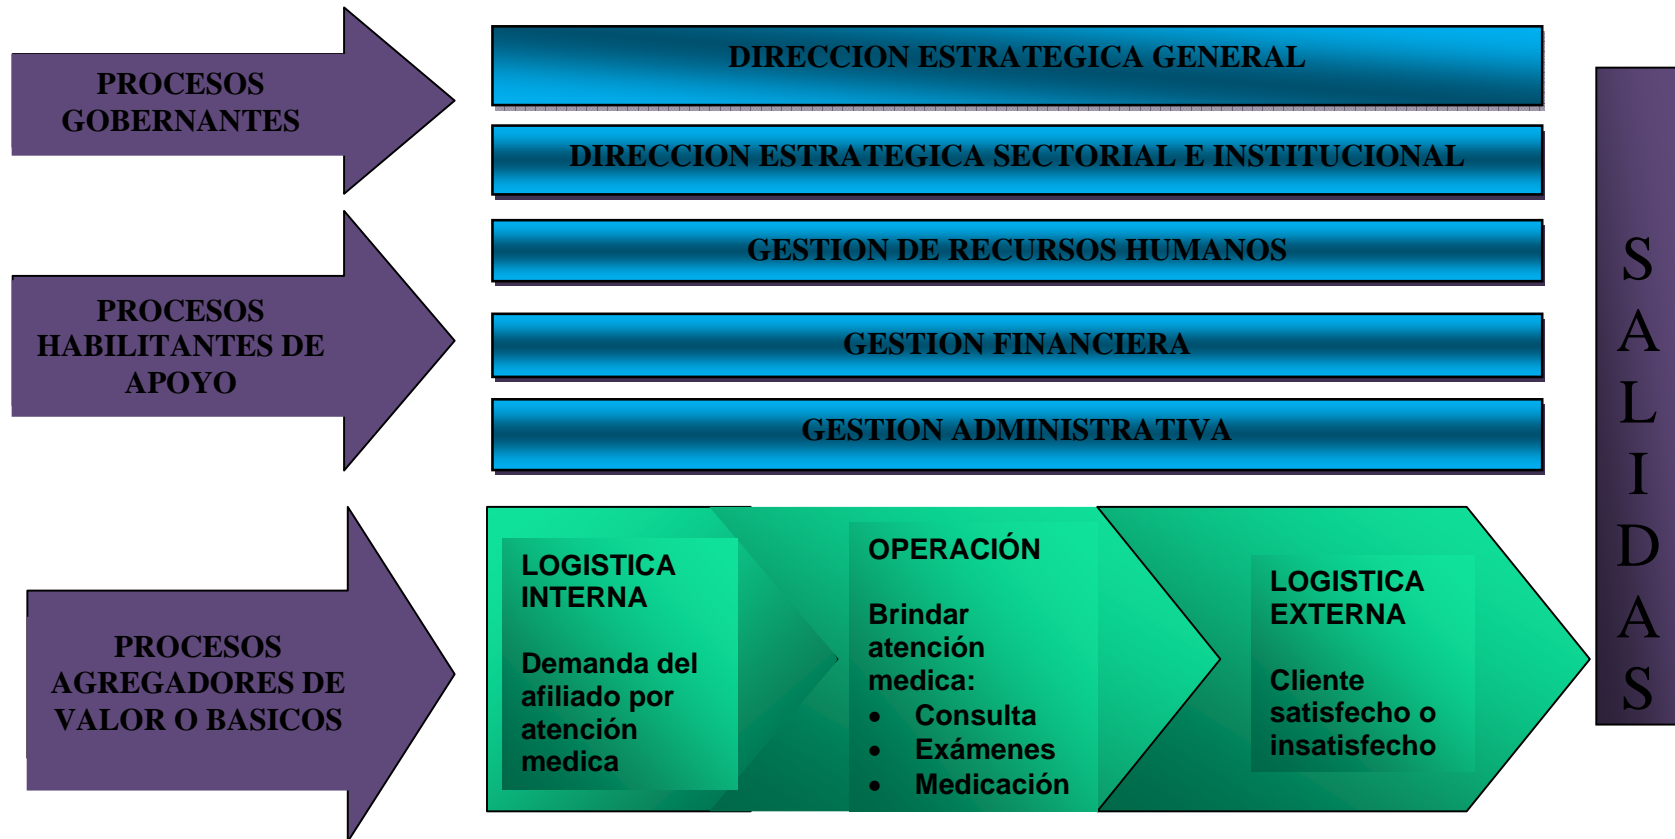 PROCESOS
GOBERNANTES
DIRECCION ESTRATEGICA GENERAL
DIRECCION ESTRATEGICA SECTORIAL E INSTITUCIONAL
PROCESOS
HABILITANTES DE
APOYO
GESTION DE RECURSOS HUMANOS
GESTION FINANCIERA
GESTION ADMINISTRATIVA
PROCESOS
AGREGADORES DE
VALOR O BASICOS
LOGISTICA
INTERNA
Demanda del
afiliado por
atención
medica
OPERACIÓN
Brindar
atención
medica:
• Consulta
• Exámenes
• Medicación
LOGISTICA
EXTERNA
Cliente
satisfecho o
insatisfecho
S
A
L
I
D
A
S